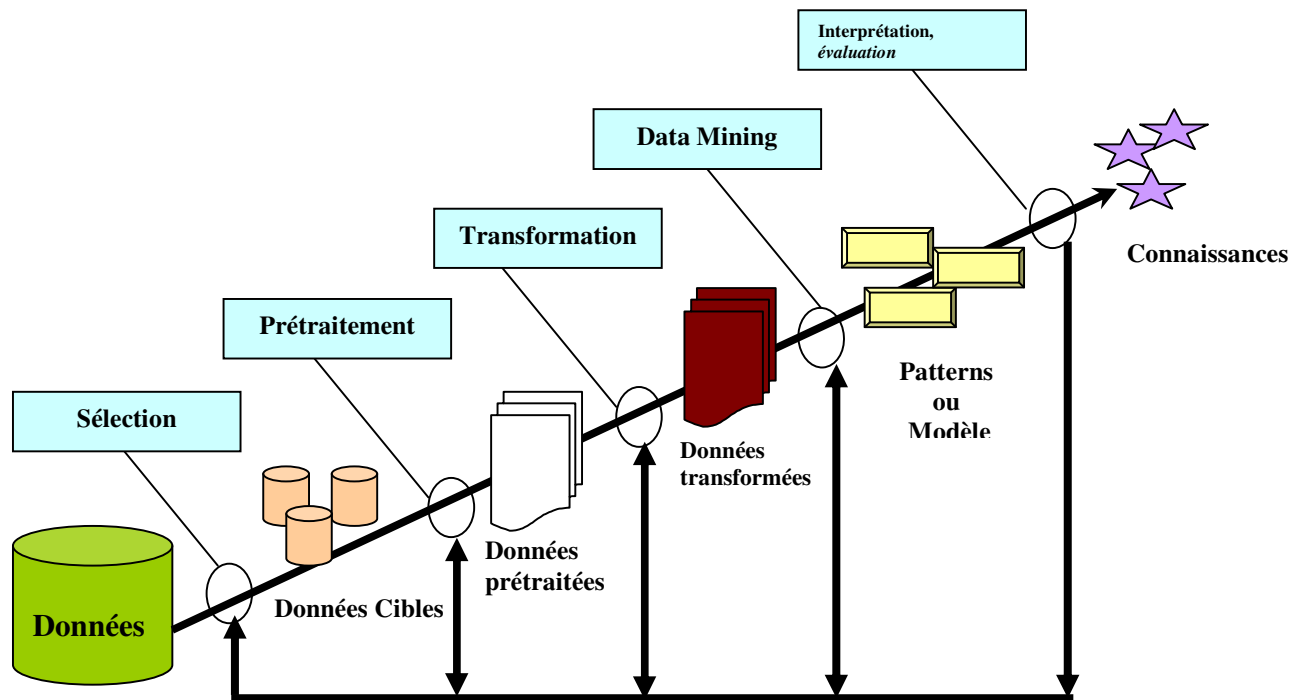 Interprétation,
évaluation
Data Mining
Transformation
Connaissances
Prétraitement
Patterns
ou
Modèle
Sélection
Données
transformées
Données
prétraitées
Données Cibles
Données